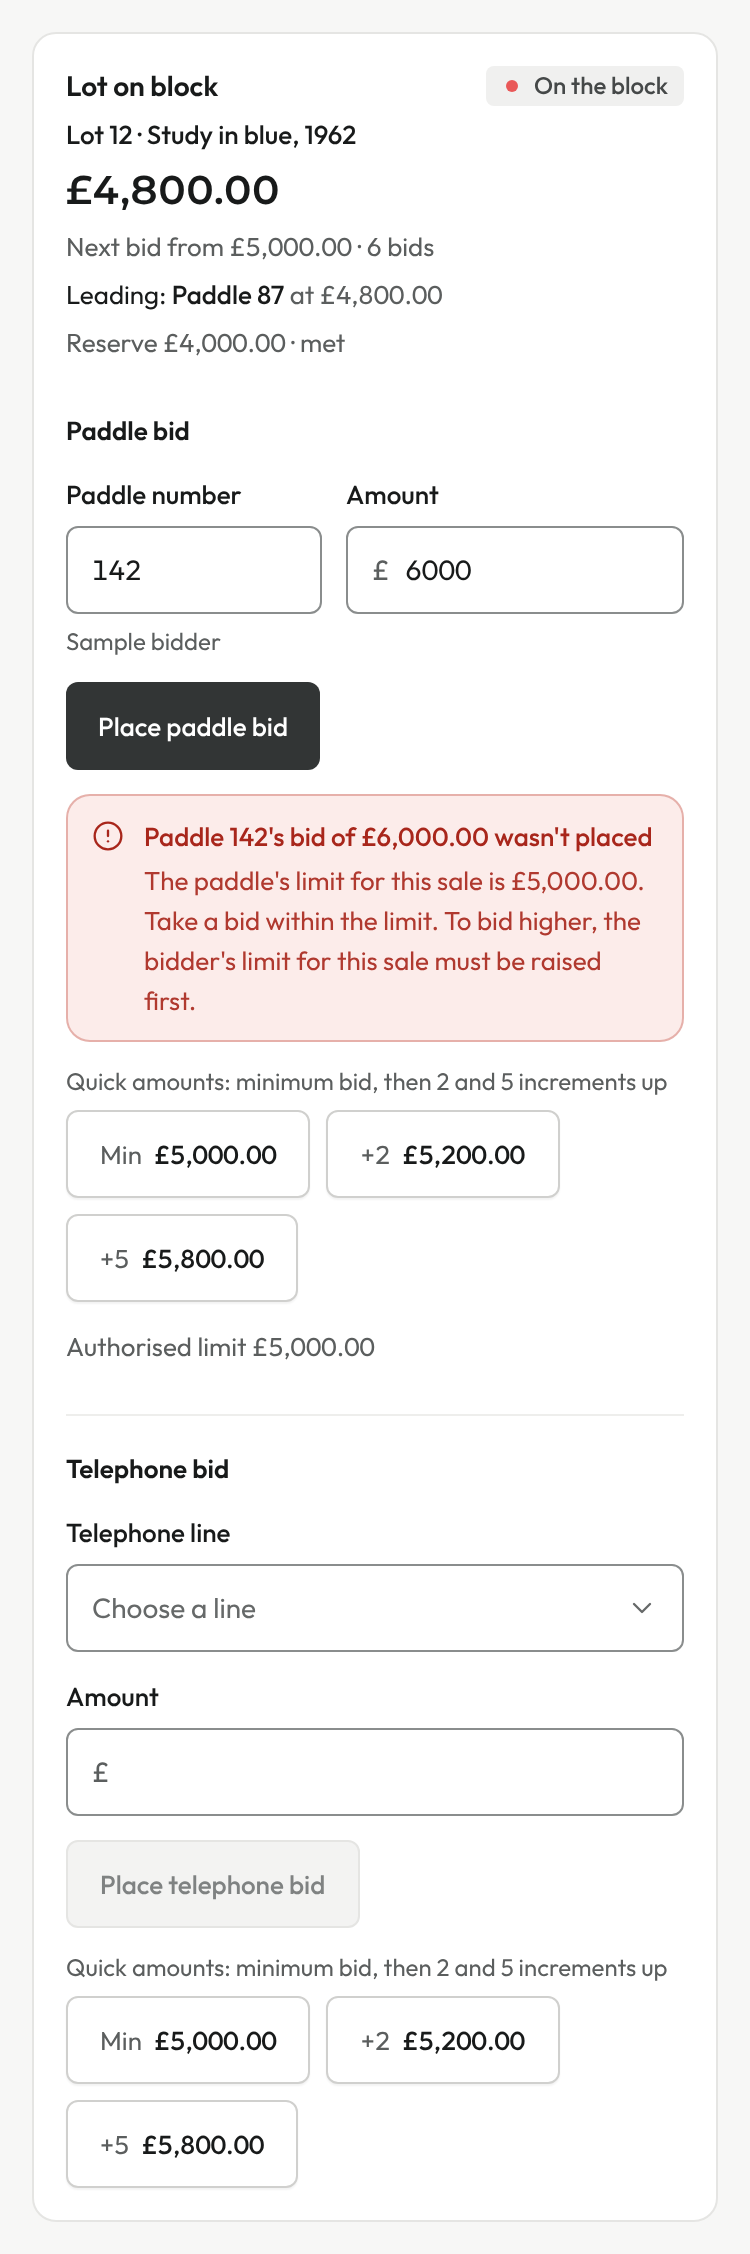 Lot on block
On the block
Lot 12 · Study in blue, 1962
£4,800.00
Next bid from £5,000.00 · 6 bids
Leading: Paddle 87 at £4,800.00
Reserve £4,000.00 · met
Paddle bid
Paddle number
Amount
142
£ 6000
Sample bidder
Place paddle bid
Paddle 142's bid of £6,000.00 wasn't placed
The paddle's limit for this sale is £5,000.00.
Take a bid within the limit. To bid higher, the
bidder's limit for this sale must be raised
first.
Quick amounts: minimum bid, then 2 and 5 increments up
Min £5,000.00
+2 £5,200.00
+5 £5,800.00
Authorised limit £5,000.00
Telephone bid
Telephone line
Choose a line
Amount
£
Place telephone bid
Quick amounts: minimum bid, then 2 and 5 increments up
Min £5,000.00
+2 £5,200.00
+5 £5,800.00